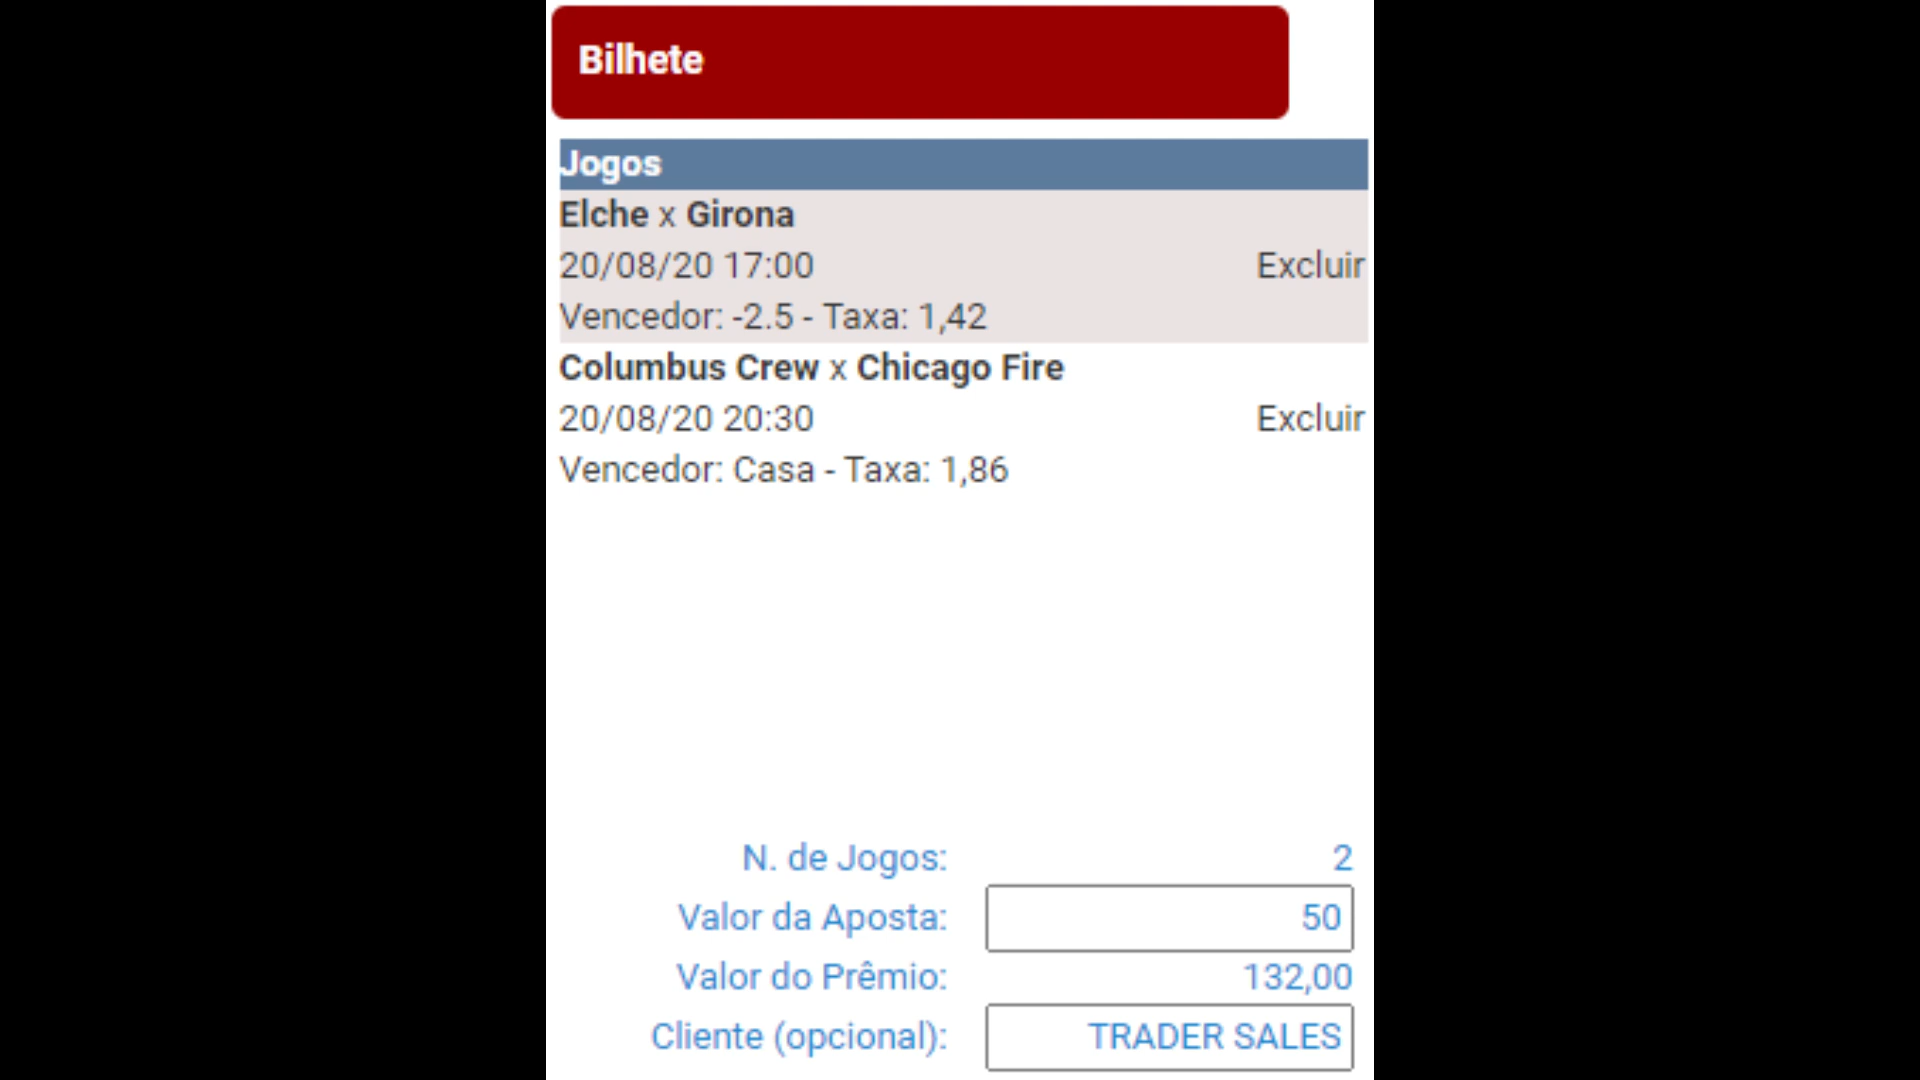 Bilhete
Jogos
Elche x Girona
20/08/20 17:00 Excluir
Vencedor: -2.5 - Taxa: 1,42
Columbus Crew x Chicago Fire
20/08/20 20:30 Excluir
Vencedor: Casa - Taxa: 1,86
N. de Jogos: 2
Valor da Aposta: 50
Valor do Prêmio: 132,00
Cliente (opcional): TRADER SALES